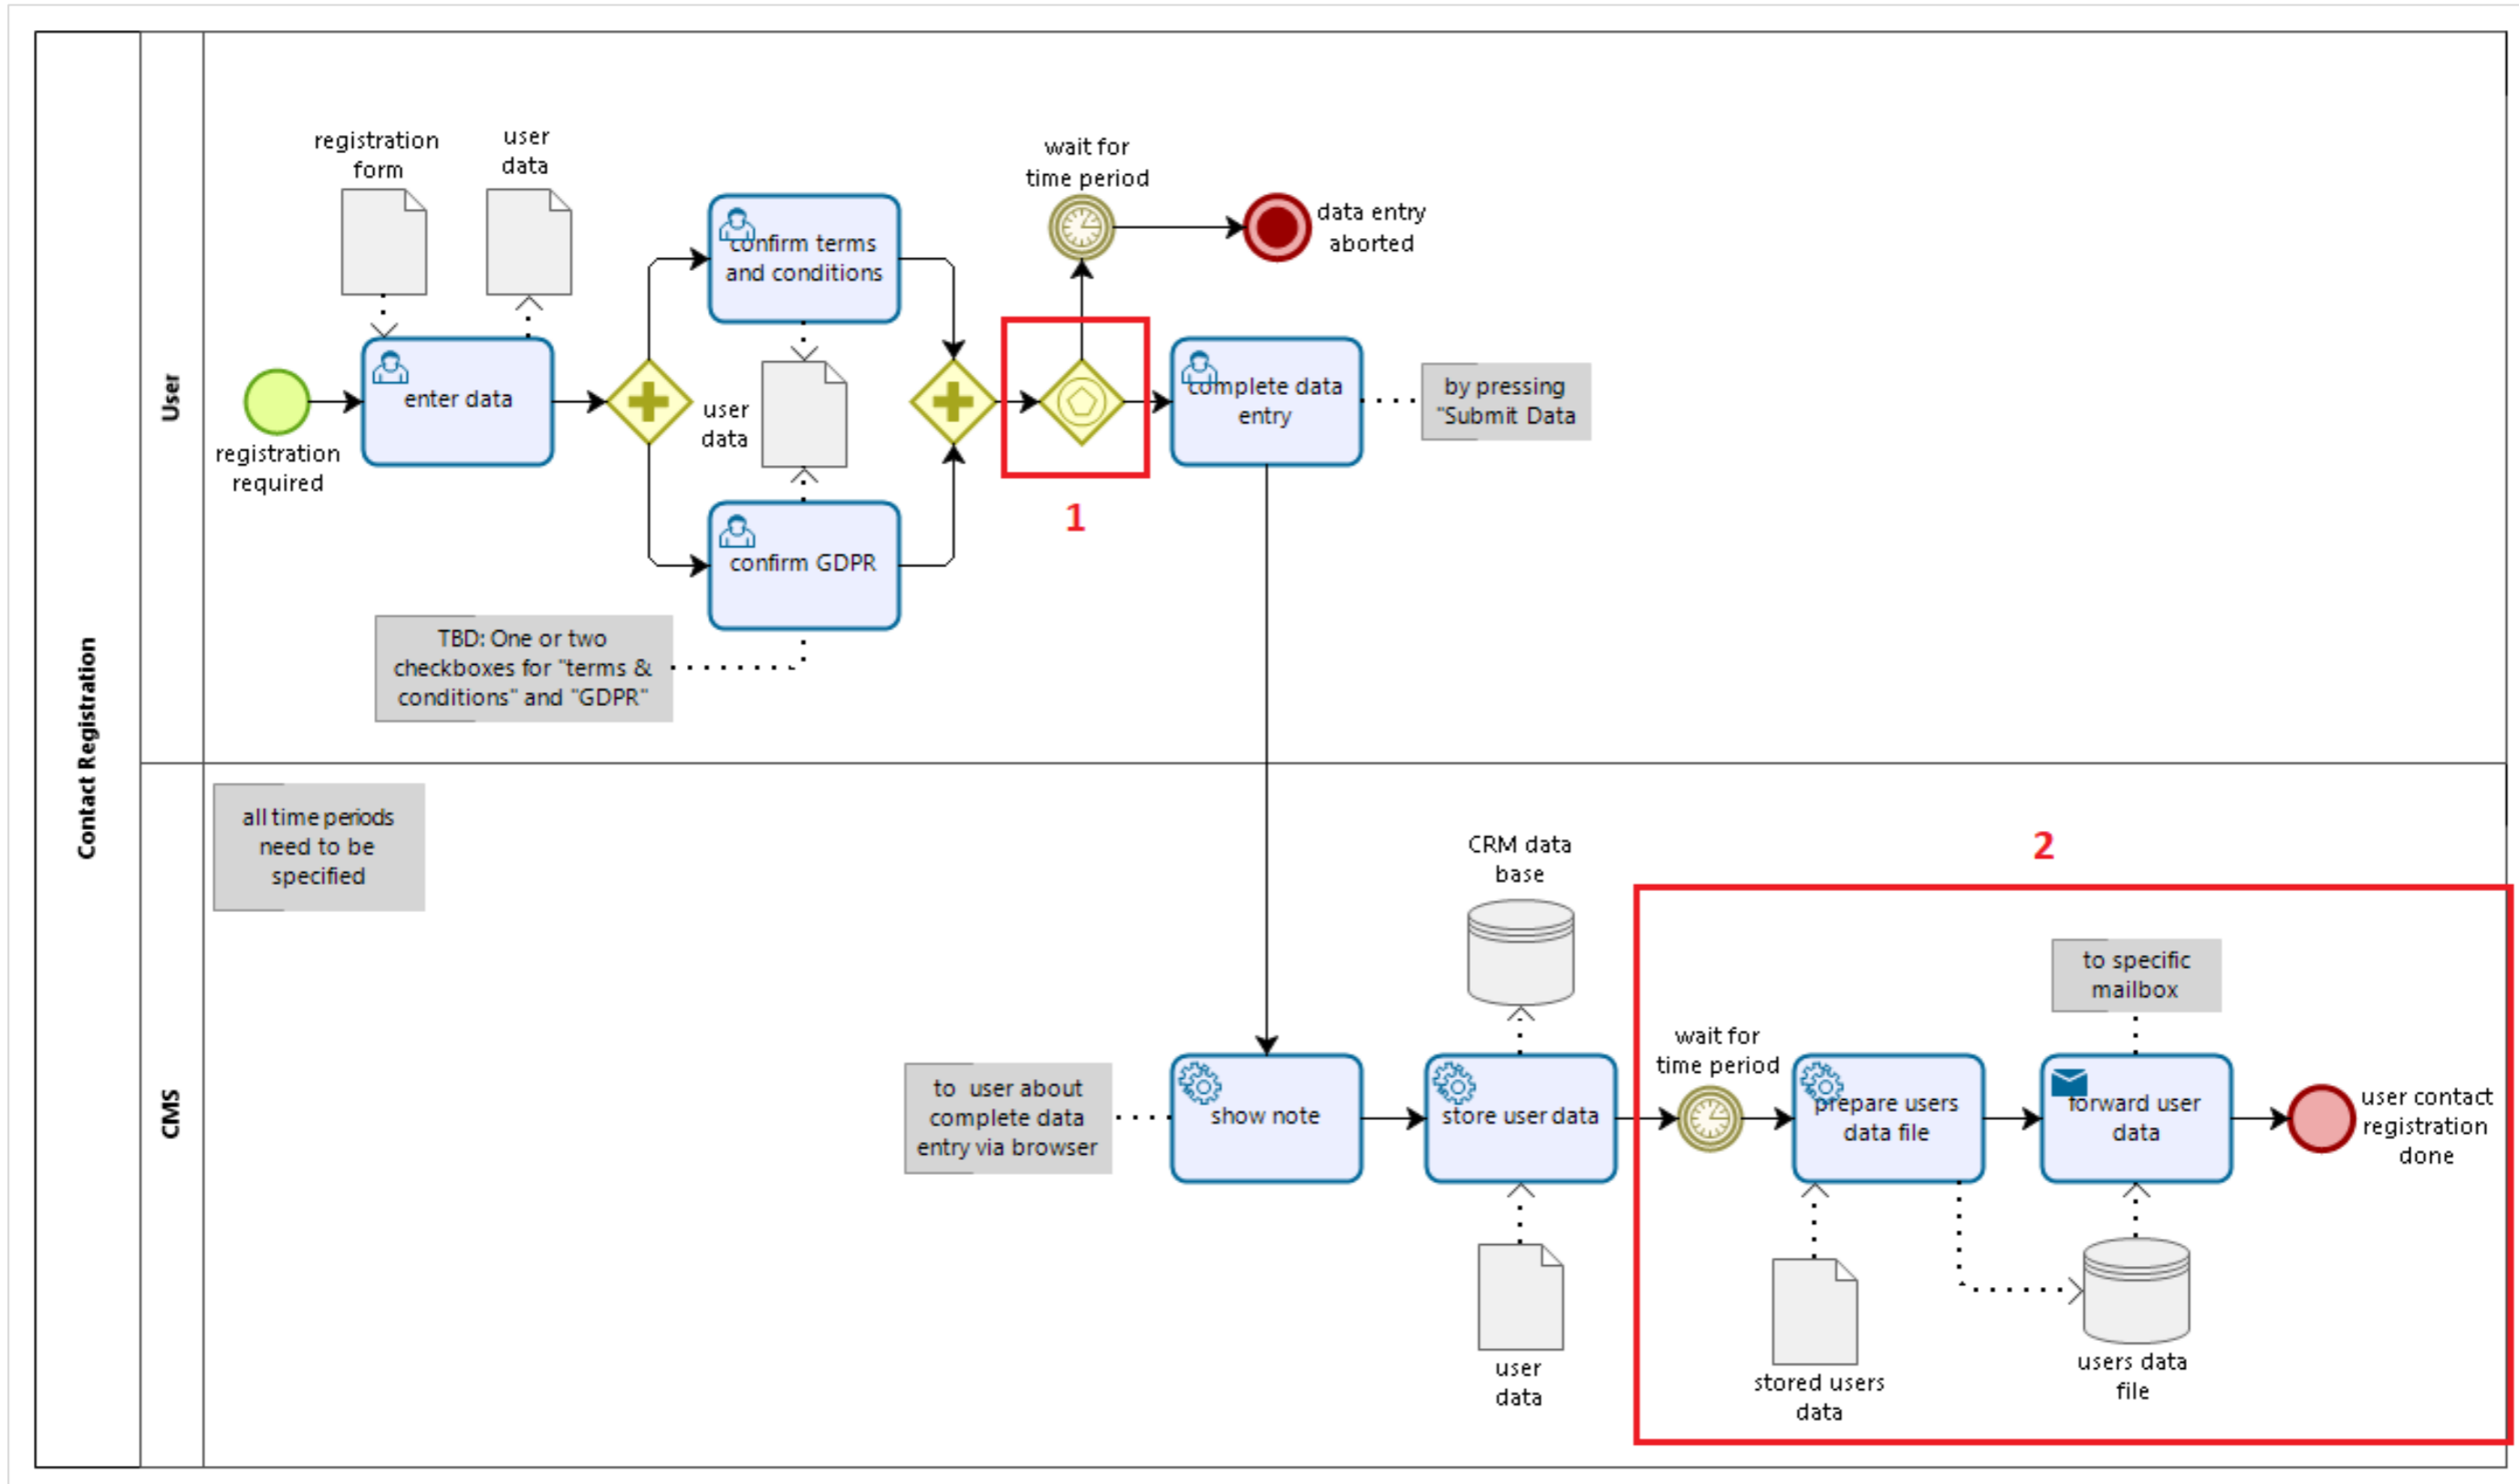 Contact Registration
User
registration
form
user
data
registration
required
enter data
confirm terms
and conditions
user
data
confirm GDPR
TBD: One or two
checkboxes for "terms &
conditions" and "GDPR"
wait for
time period
data entry
aborted
1
complete data
entry
by pressing
"Submit Data
CMS
all time periods
need to be
specified
to user about
complete data
entry via browser
show note
CRM data
base
store user data
user
data
2
wait for
time period
prepare users
data file
stored users
data
to specific
mailbox
forward user
data
users data
file
user contact
registration
done